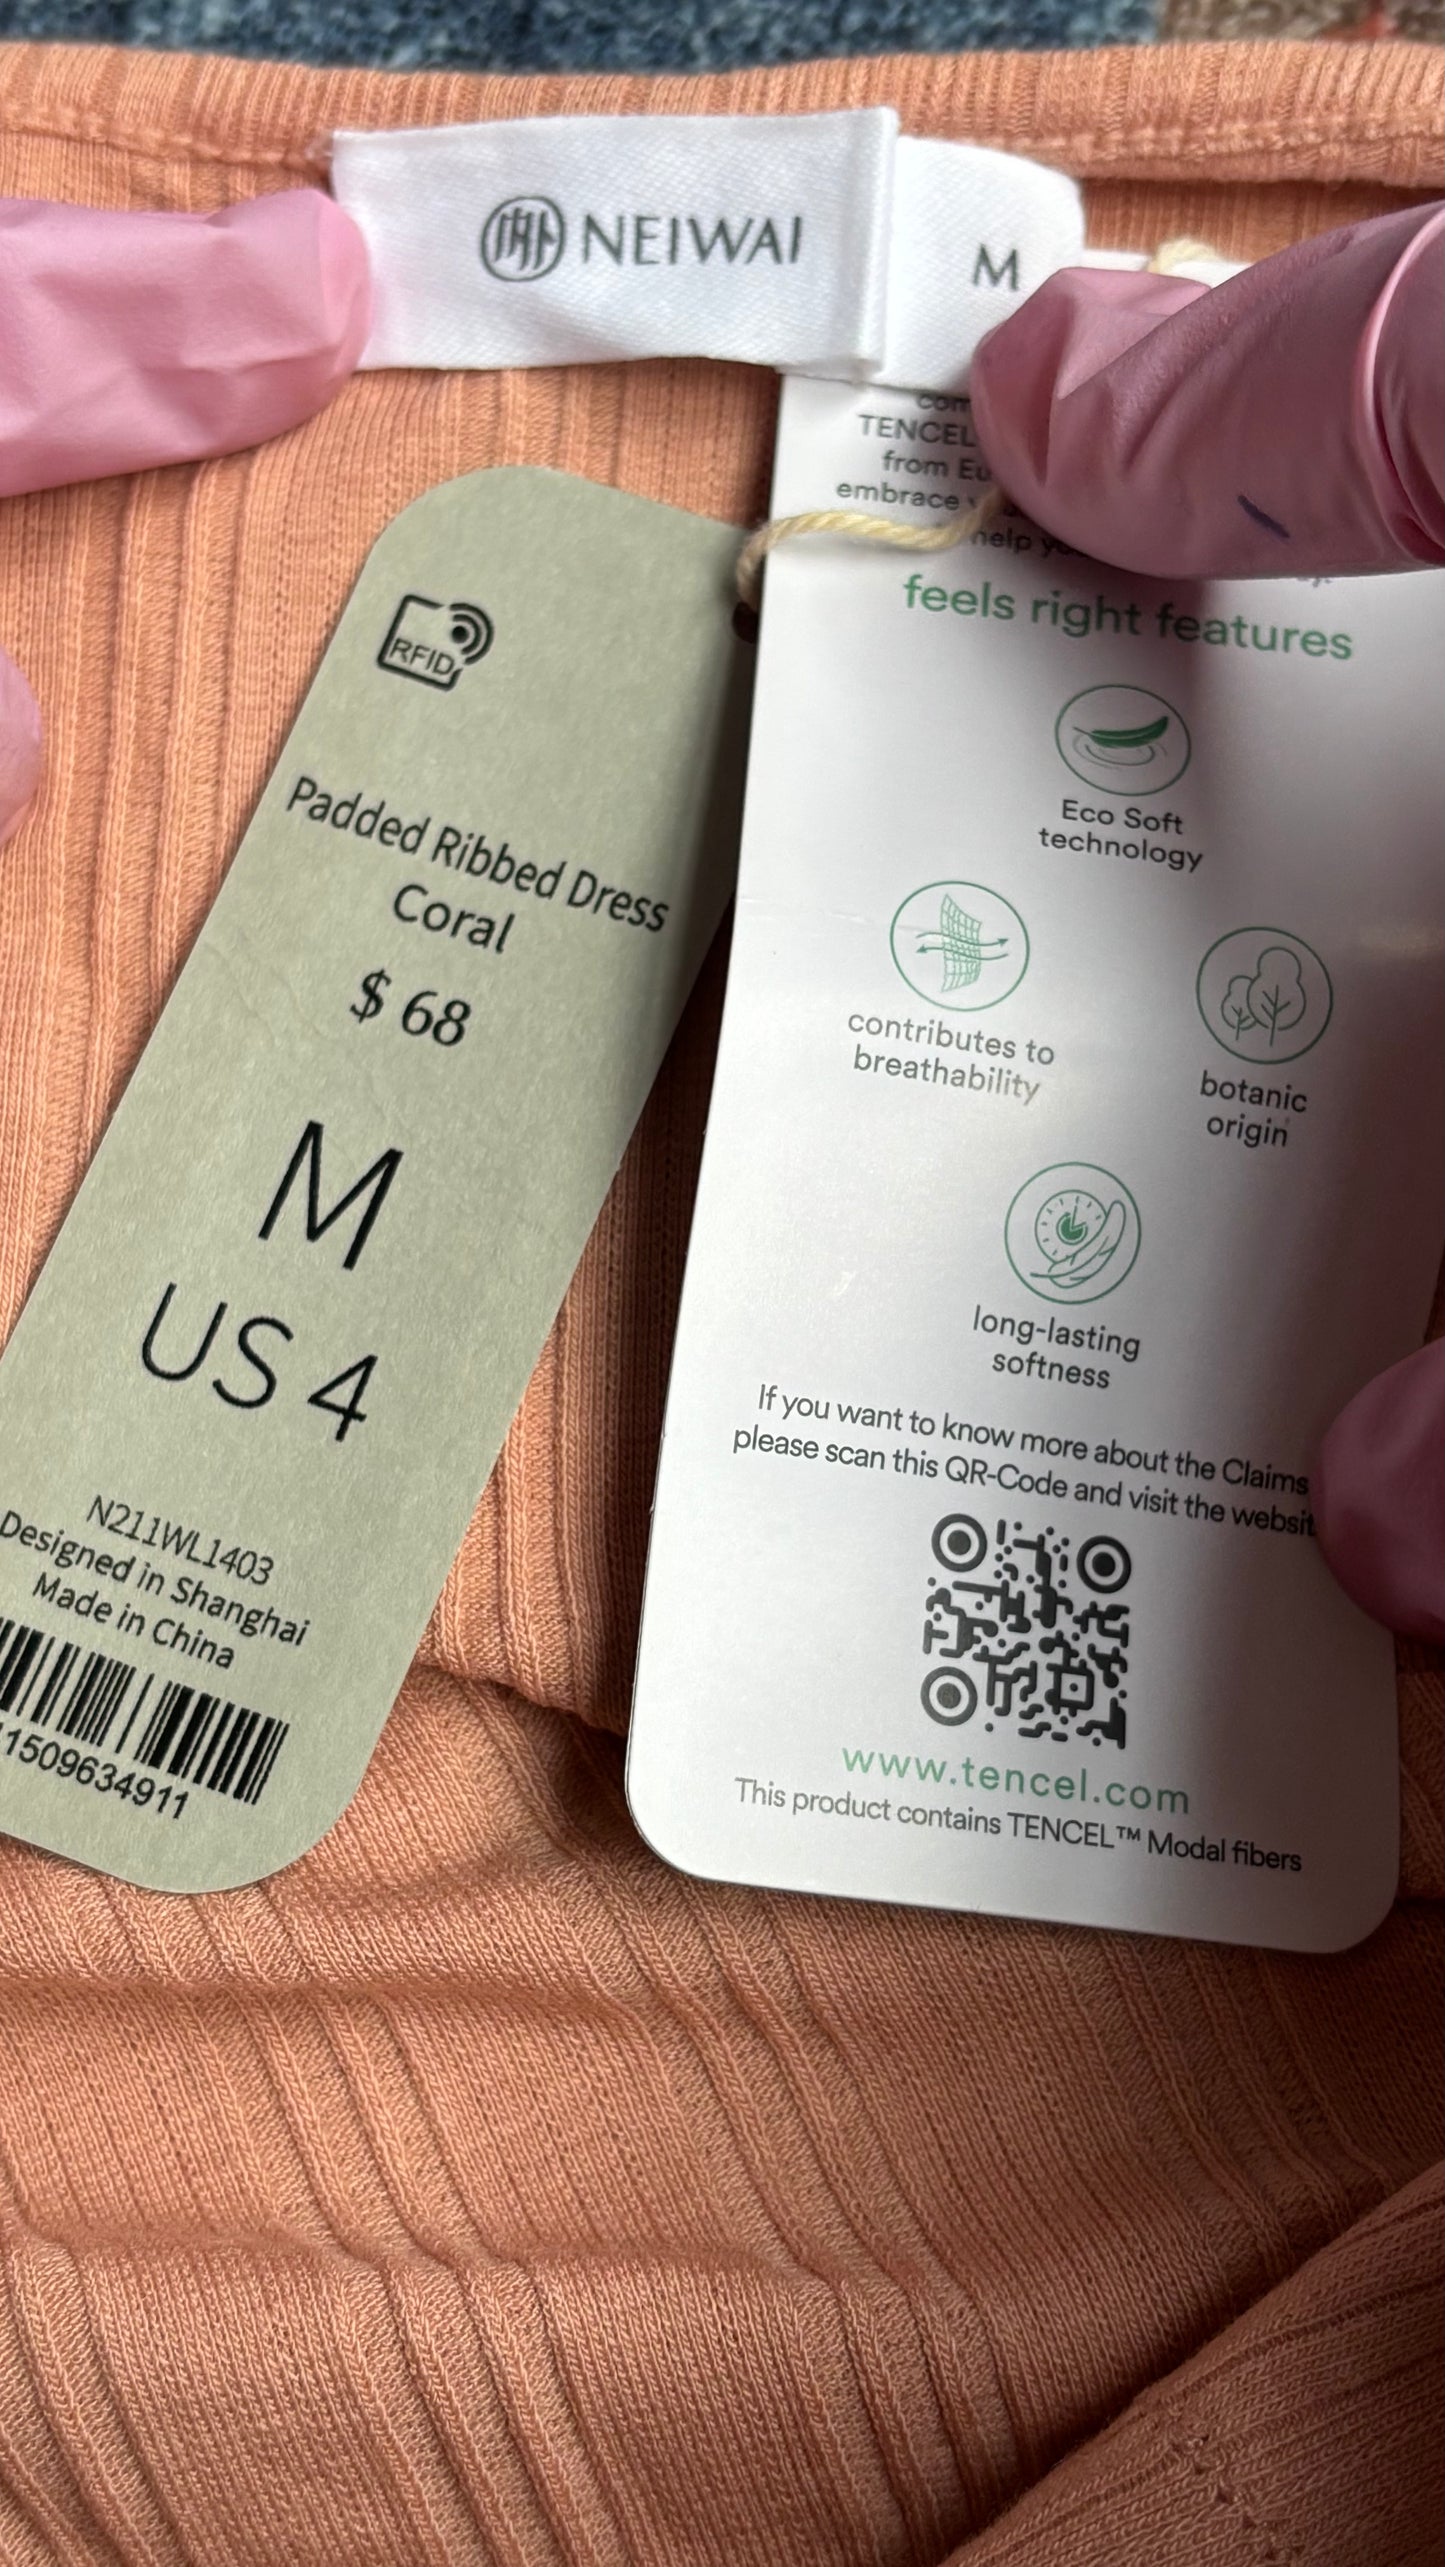 内外 NEIWAI
M
TENCEL
from
embrace
help
feels right features
Eco Soft
technology
contributes to
breathability
botanic
origin
long-lasting
softness
If you want to know more about the Claims
please scan this QR-Code and visit the
www.tencel.com
This product contains TENCEL™ Modal fibers
RFID
Padded Ribbed Dress
Coral
$ 68
M
US 4
N211WL1403
Designed in Shanghai
Made in China
1509634911